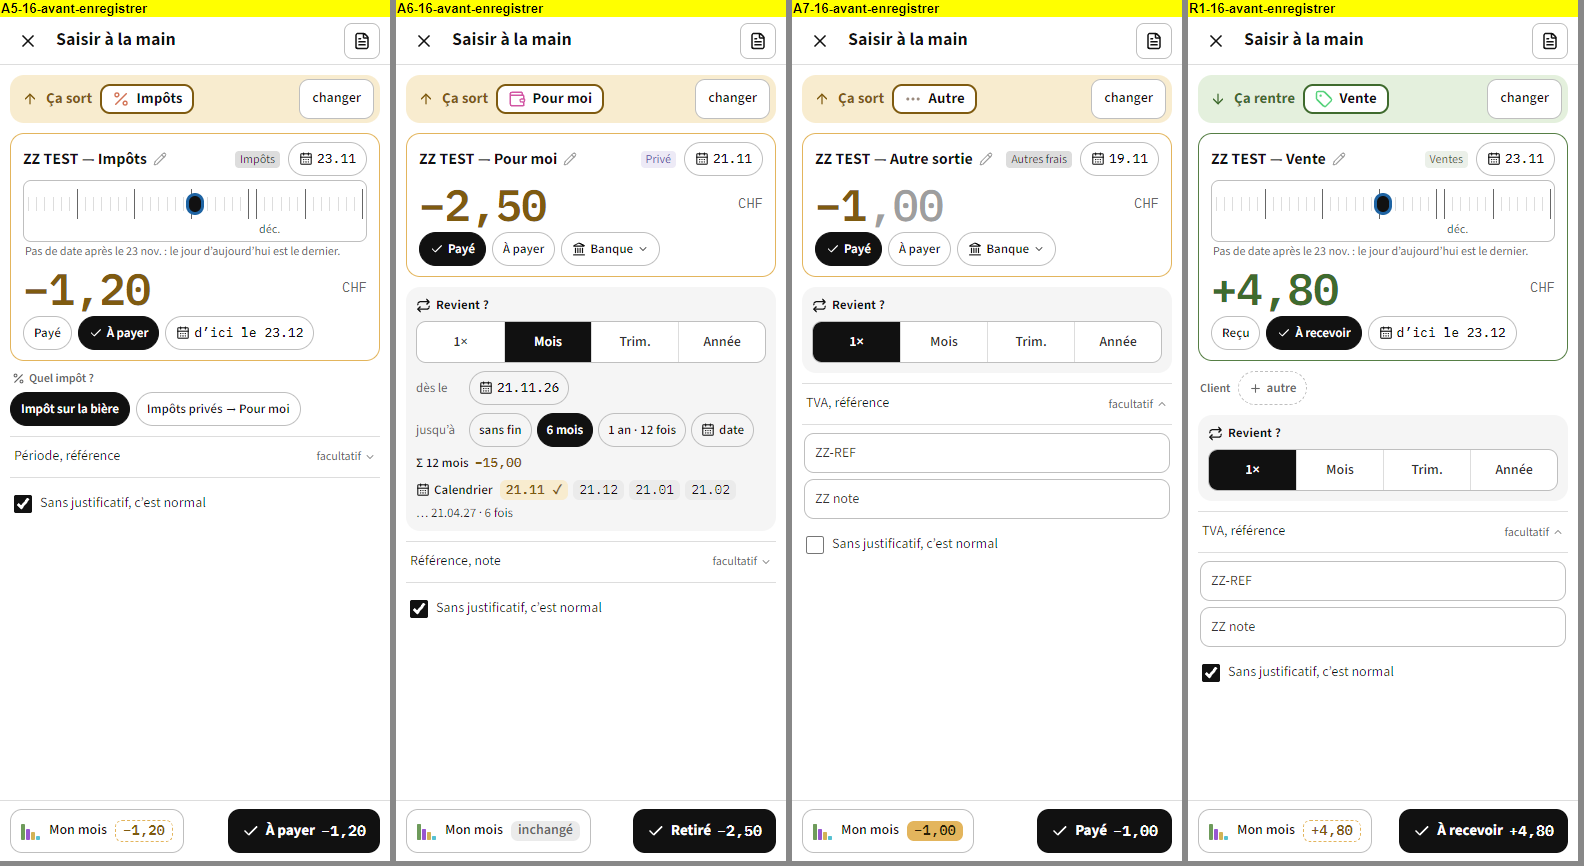 A5-16-avant-enregistrer
Saisir à la main
Ça sort
Impôts
changer
ZZ TEST — Impôts
Impôts
23.11
déc.
Pas de date après le 23 nov. : le jour d’aujourd’hui est le dernier.
−1,20
CHF
Payé
À payer
d’ici le 23.12
Quel impôt ?
Impôt sur la bière
Impôts privés → Pour moi
Période, référence
facultatif
Sans justificatif, c’est normal
Mon mois
−1,20
À payer −1,20
A6-16-avant-enregistrer
Saisir à la main
Ça sort
Pour moi
changer
ZZ TEST — Pour moi
Privé
21.11
−2,50
CHF
Payé
À payer
Banque
Revient ?
1×
Mois
Trim.
Année
dès le
21.11.26
jusqu’à
sans fin
6 mois
1 an · 12 fois
date
Σ 12 mois −15,00
Calendrier
21.11 ✓
21.12
21.01
21.02
… 21.04.27 · 6 fois
Référence, note
facultatif
Sans justificatif, c’est normal
Mon mois
inchangé
Retiré −2,50
A7-16-avant-enregistrer
Saisir à la main
Ça sort
Autre
changer
ZZ TEST — Autre sortie
Autres frais
19.11
−1,00
CHF
Payé
À payer
Banque
Revient ?
1×
Mois
Trim.
Année
TVA, référence
facultatif
ZZ-REF
ZZ note
Sans justificatif, c’est normal
Mon mois
−1,00
Payé −1,00
R1-16-avant-enregistrer
Saisir à la main
Ça rentre
Vente
changer
ZZ TEST — Vente
Ventes
23.11
déc.
Pas de date après le 23 nov. : le jour d’aujourd’hui est le dernier.
+4,80
CHF
Reçu
À recevoir
d’ici le 23.12
Client
+ autre
Revient ?
1×
Mois
Trim.
Année
TVA, référence
facultatif
ZZ-REF
ZZ note
Sans justificatif, c’est normal
Mon mois
+4,80
À recevoir +4,80